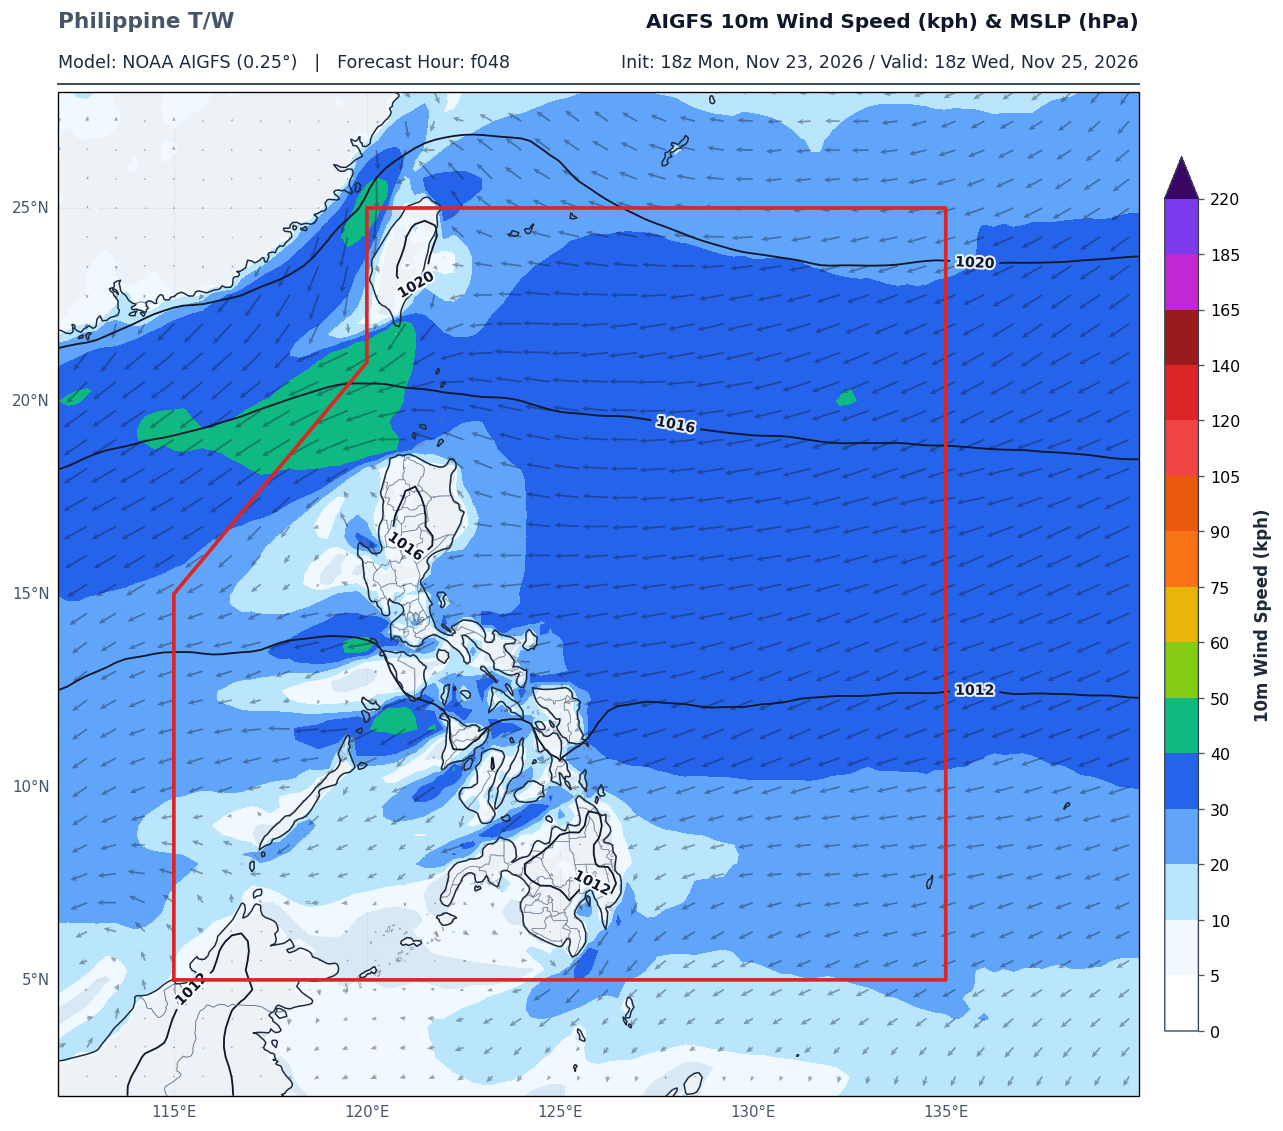 Philippine T/W
AIGFS 10m Wind Speed (kph) & MSLP (hPa)
Model: NOAA AIGFS (0.25°) | Forecast Hour: f048
Init: 18z Mon, Nov 23, 2026 / Valid: 18z Wed, Nov 25, 2026
25°N
20°N
15°N
10°N
5°N
115°E
120°E
125°E
130°E
135°E
1020
1020
1016
1016
1012
1012
1012
220
185
165
140
120
105
90
75
60
50
40
30
20
10
5
0
10m Wind Speed (kph)